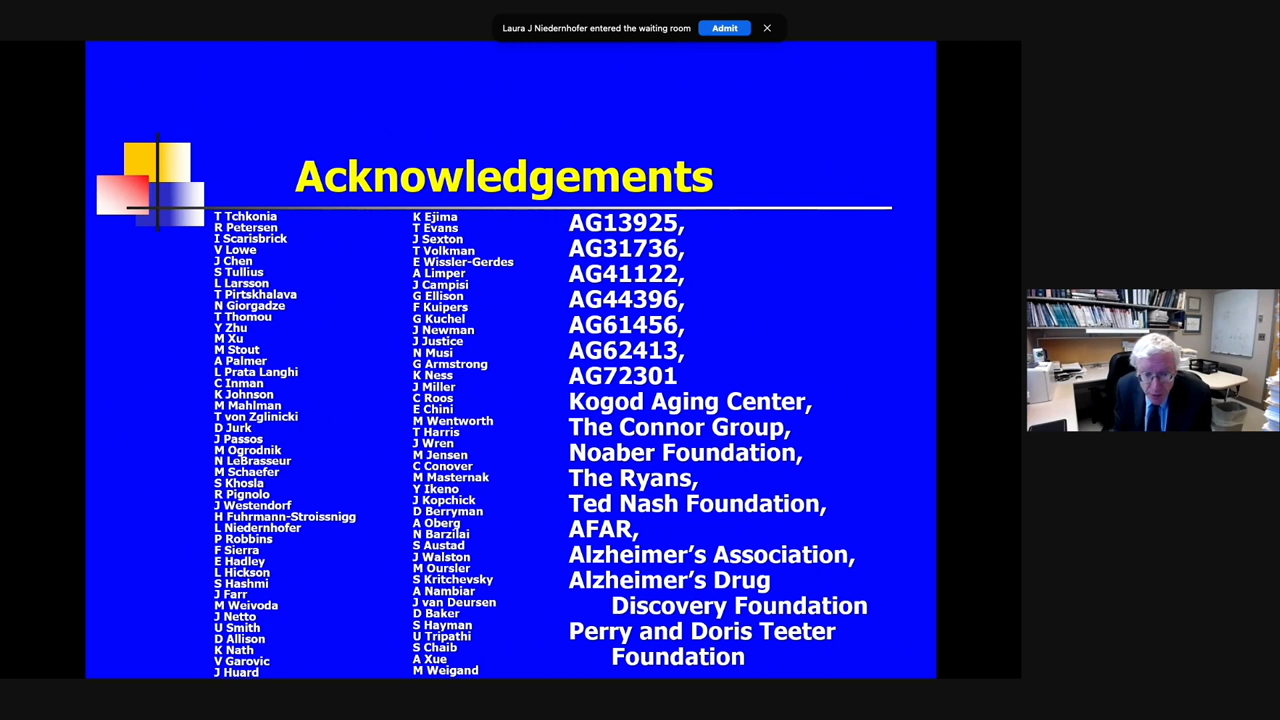 Laura J Niedernhofer entered the waiting room
Admit
Acknowledgements
T Tchkonia
R Petersen
I Scarisbrick
V Lowe
J Chen
S Tullius
L Larsson
T Pirtskhalava
N Giorgadze
T Thomou
Y Zhu
M Xu
M Stout
A Palmer
L Prata Langhi
C Inman
K Johnson
M Mahlman
T von Zglinicki
D Jurk
J Passos
M Ogrodnik
N LeBrasseur
M Schaefer
S Khosla
R Pignolo
J Westendorf
H Fuhrmann-Stroissnigg
L Niedernhofer
P Robbins
F Sierra
E Hadley
L Hickson
S Hashmi
J Farr
M Weivoda
J Netto
U Smith
D Allison
K Nath
V Garovic
J Huard
K Ejima
T Evans
J Sexton
T Volkman
E Wissler-Gerdes
A Limper
J Campisi
G Ellison
F Kuipers
G Kuchel
J Newman
J Justice
N Musi
G Armstrong
K Ness
J Miller
C Roos
E Chini
M Wentworth
T Harris
J Wren
M Jensen
C Conover
M Masternak
Y Ikeno
J Kopchick
D Berryman
A Oberg
N Barzilai
S Austad
J Walston
M Oursler
S Kritchevsky
A Nambiar
J van Deursen
D Baker
S Hayman
U Tripathi
S Chaib
A Xue
M Weigand
AG13925,
AG31736,
AG41122,
AG44396,
AG61456,
AG62413,
AG72301
Kogod Aging Center,
The Connor Group,
Noaber Foundation,
The Ryans,
Ted Nash Foundation,
AFAR,
Alzheimer’s Association,
Alzheimer’s Drug
Discovery Foundation
Perry and Doris Teeter
Foundation